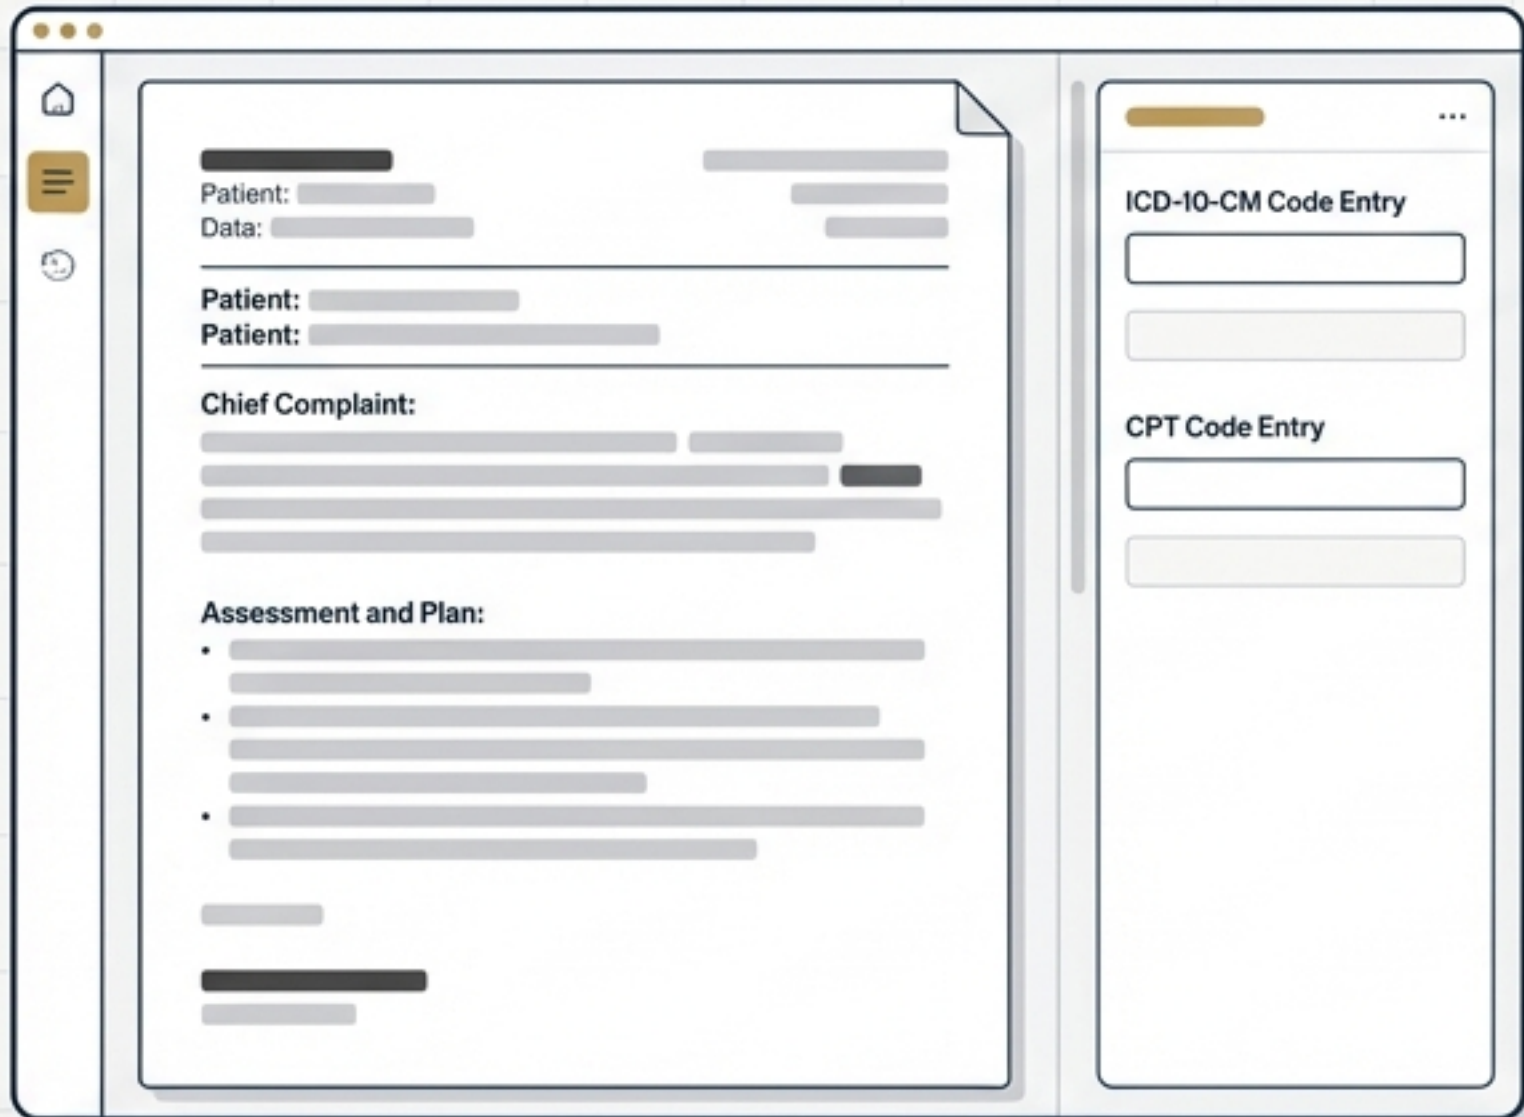 Patient:
Data:
Patient:
Patient:
Chief Complaint:
Assessment and Plan:
ICD-10-CM Code Entry
CPT Code Entry